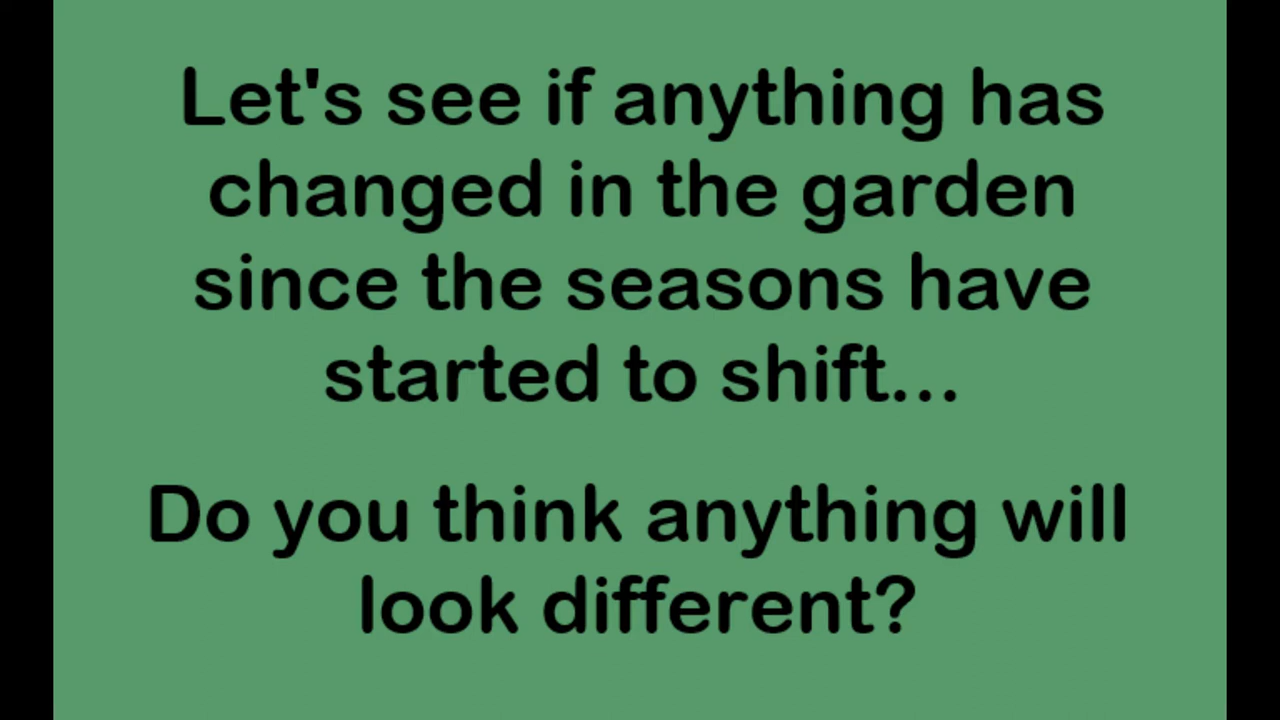 Let's see if anything has
changed in the garden
since the seasons have
started to shift...
Do you think anything will
look different?